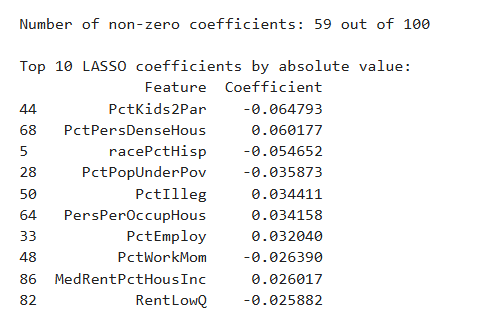 Number of non-zero coefficients: 59 out of 100
Top 10 LASSO coefficients by absolute value:
Feature Coefficient
44 PctKids2Par -0.064793
68 PctPersDenseHous 0.060177
5 racePctHisp -0.054652
28 PctPopUnderPov -0.035873
50 PctIlleg 0.034411
64 PersPerOccupHous 0.034158
33 PctEmploy 0.032040
48 PctWorkMom -0.026390
86 MedRentPctHousInc 0.026017
82 RentLowQ -0.025882